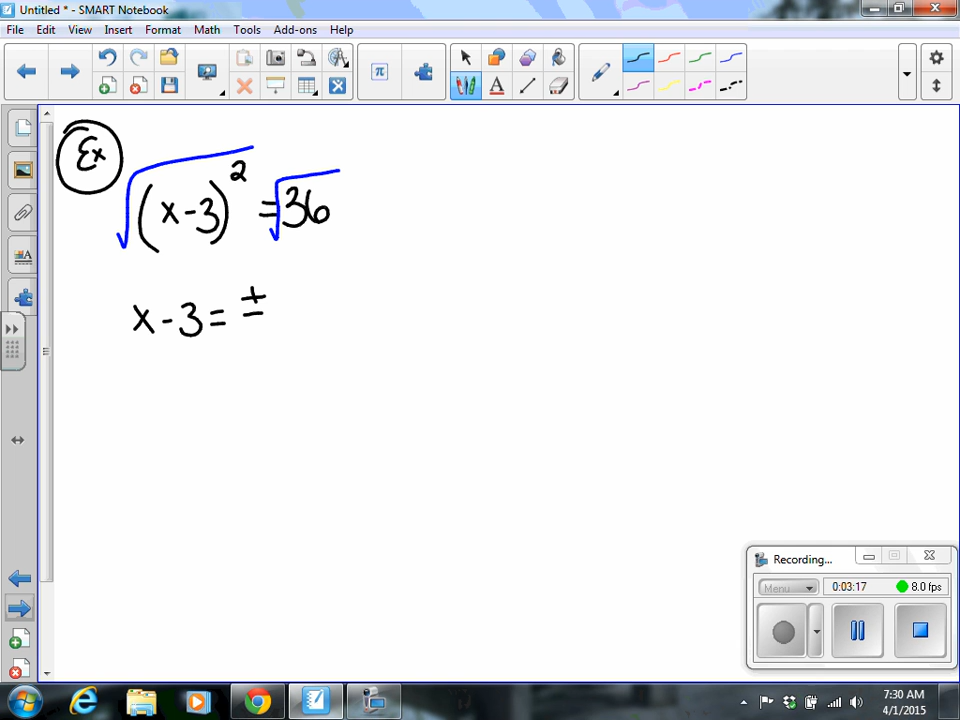 Untitled * - SMART Notebook
File Edit View Insert Format Math Tools Add-ons Help
Ex
√(x-3)² = √36
x-3 = ±
Recording...
Menu 0:03:17 8.0 fps
7:30 AM
4/1/2015